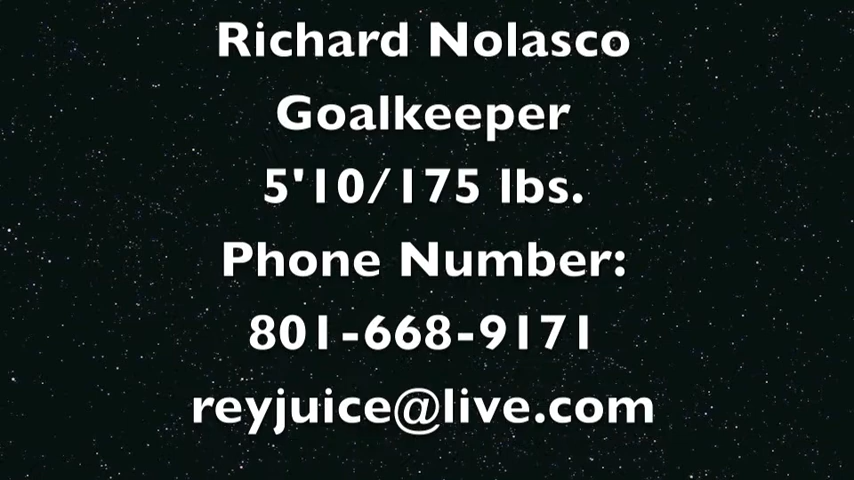 Richard Nolasco
Goalkeeper
5'10/175 lbs.
Phone Number:
801-668-9171
reyjuice@live.com